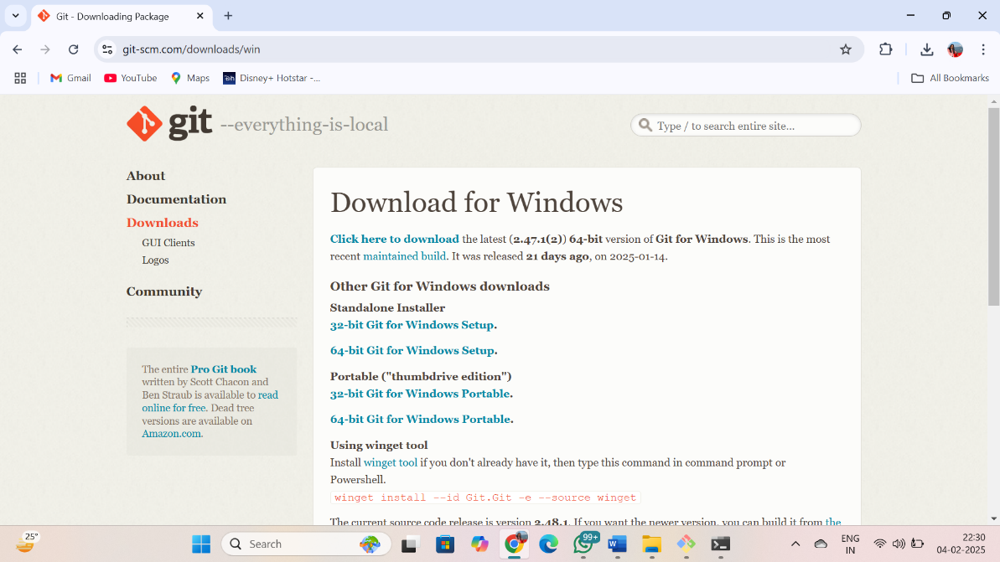 Git - Downloading Package
git-scm.com/downloads/win
Gmail
YouTube
Maps
Disney+ Hotstar -...
All Bookmarks
git --everything-is-local
Type / to search entire site...
About
Documentation
Downloads
GUI Clients
Logos
Community
The entire Pro Git book
written by Scott Chacon and
Ben Straub is available to read
online for free. Dead tree
versions are available on
Amazon.com.
Download for Windows
Click here to download the latest (2.47.1(2)) 64-bit version of Git for Windows. This is the most
recent maintained build. It was released 21 days ago, on 2025-01-14.
Other Git for Windows downloads
Standalone Installer
32-bit Git for Windows Setup.
64-bit Git for Windows Setup.
Portable ("thumbdrive edition")
32-bit Git for Windows Portable.
64-bit Git for Windows Portable.
Using winget tool
Install winget tool if you don't already have it, then type this command in command prompt or
Powershell.
winget install --id Git.Git -e --source winget
The current source code release is version 2.48.1. If you want the newer version, you can build it from the
25°
Search
99+
ENG
IN
22:30
04-02-2025